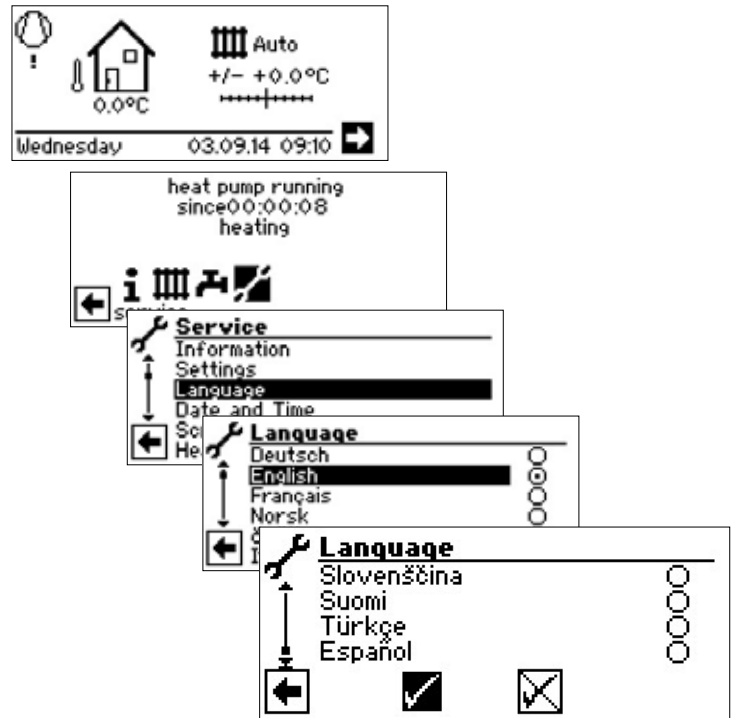 Auto
+/- +0.0°C
0.0°C
Wednesday 03.09.14 09:10
heat pump running
since00:00:08
heating
Service
Information
Settings
Language
Date and Time
Language
Deutsch
English
Français
Norsk
Language
Slovenščina
Suomi
Türkçe
Español